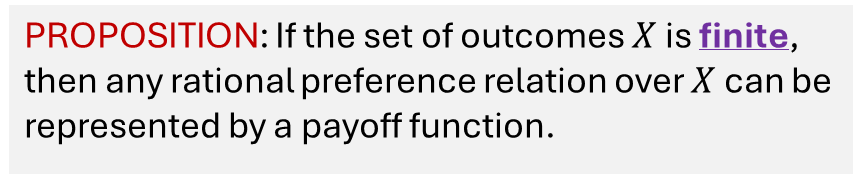 PROPOSITION: If the set of outcomes X is finite,
then any rational preference relation over X can be
represented by a payoff function.